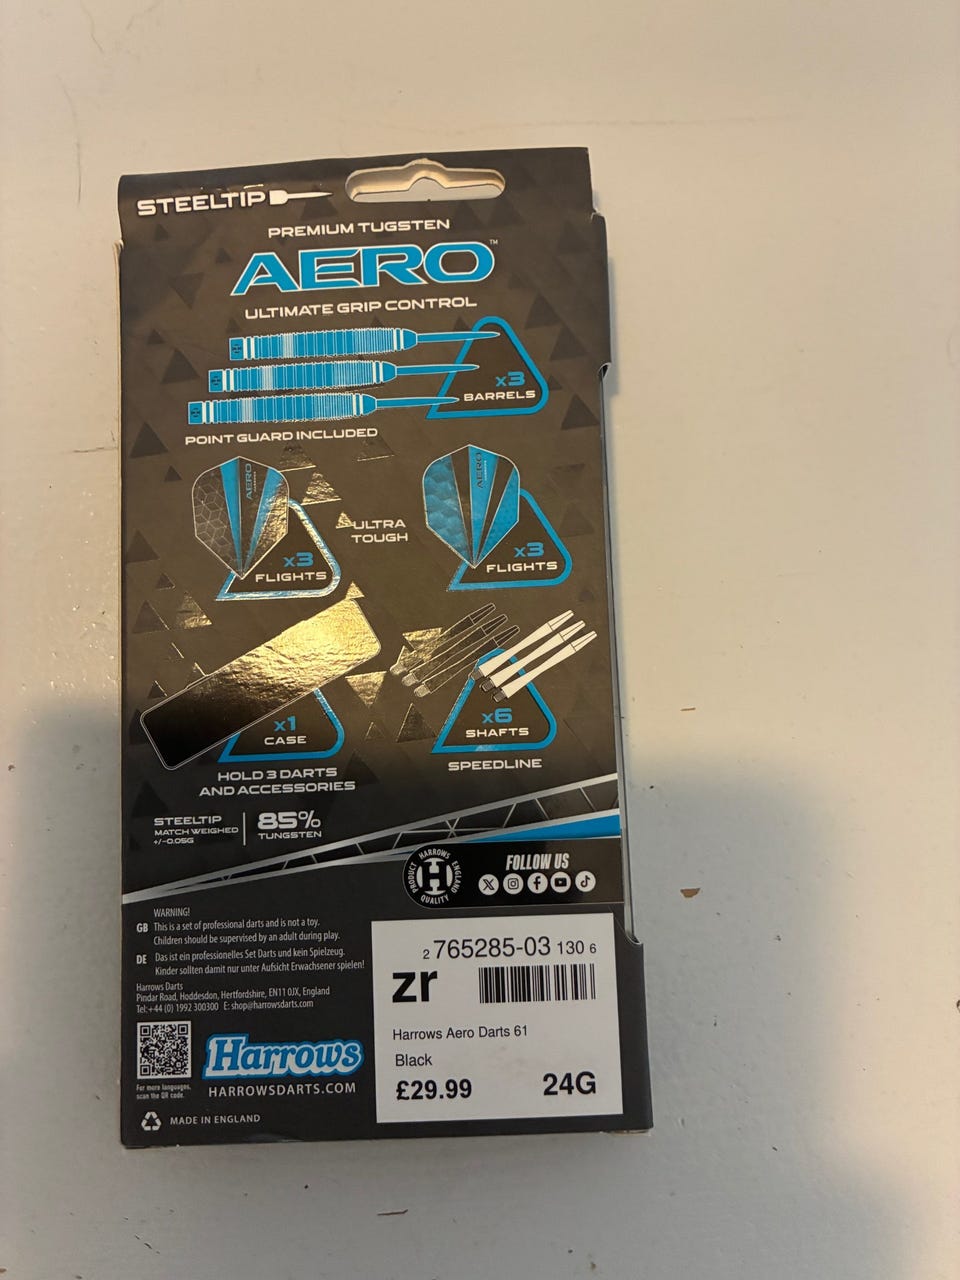 STEELTIP
PREMIUM TUGSTEN
AERO™
ULTIMATE GRIP CONTROL
x3
BARRELS
POINT GUARD INCLUDED
AERO
AERO
ULTRA
TOUGH
x3
FLIGHTS
x3
FLIGHTS
x1
CASE
x6
SHAFTS
HOLD 3 DARTS
AND ACCESSORIES
SPEEDLINE
STEELTIP
MATCH WEIGHED
+/-0.05G
85%
TUNGSTEN
HARROWS ENGLAND
H
PRODUCT QUALITY
FOLLOW US
WARNING!
GB This is a set of professional darts and is not a toy.
Children should be supervised by an adult during play.
DE Das ist ein professionelles Set Darts und kein Spielzeug.
Kinder sollten damit nur unter Aufsicht Erwachsener spielen!
Harrows Darts
Pindar Road, Hoddesdon, Hertfordshire, EN11 0JX, England
Tel:+44 (0) 1992 300300 E: shop@harrowsdarts.com
For more languages,
scan the QR code.
Harrows
HARROWSDARTS.COM
MADE IN ENGLAND
2 765285-03 130 6
zr
Harrows Aero Darts 61
Black
£29.99 24G